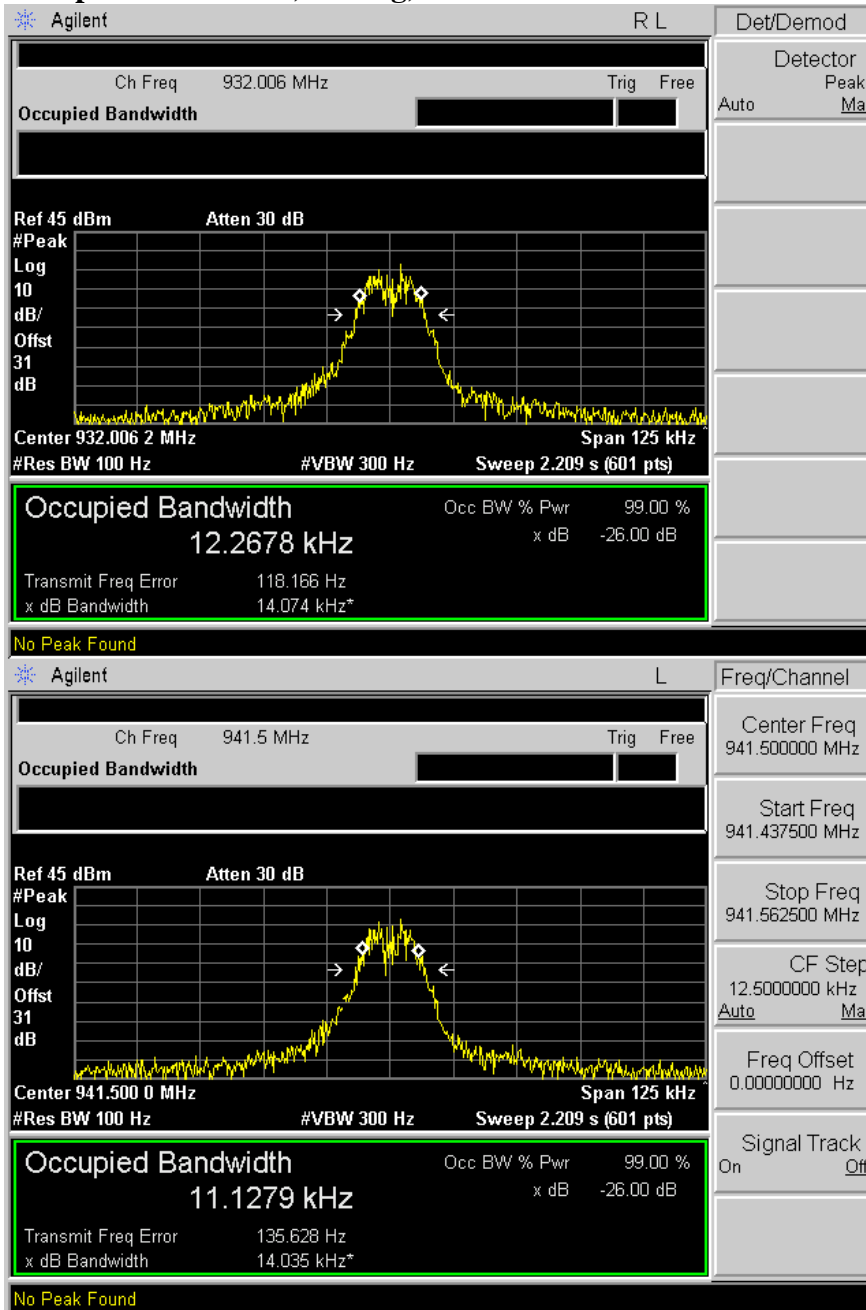 Agilent R L Det/Demod
Detector
Peak
Auto Ma
Ch Freq 932.006 MHz Trig Free
Occupied Bandwidth
Ref 45 dBm Atten 30 dB
#Peak
Log
10
dB/
Offst
31
dB
Center 932.006 2 MHz Span 125 kHz
#Res BW 100 Hz #VBW 300 Hz Sweep 2.209 s (601 pts)
Occupied Bandwidth Occ BW % Pwr 99.00 %
12.2678 kHz x dB -26.00 dB
Transmit Freq Error 118.166 Hz
x dB Bandwidth 14.074 kHz*
No Peak Found
Agilent L Freq/Channel
Ch Freq 941.5 MHz Trig Free
Occupied Bandwidth
Center Freq
941.500000 MHz
Start Freq
941.437500 MHz
Stop Freq
941.562500 MHz
CF Step
12.5000000 kHz
Auto Ma
Freq Offset
0.00000000 Hz
Signal Track
On Off
Ref 45 dBm Atten 30 dB
#Peak
Log
10
dB/
Offst
31
dB
Center 941.500 0 MHz Span 125 kHz
#Res BW 100 Hz #VBW 300 Hz Sweep 2.209 s (601 pts)
Occupied Bandwidth Occ BW % Pwr 99.00 %
11.1279 kHz x dB -26.00 dB
Transmit Freq Error 135.628 Hz
x dB Bandwidth 14.035 kHz*
No Peak Found